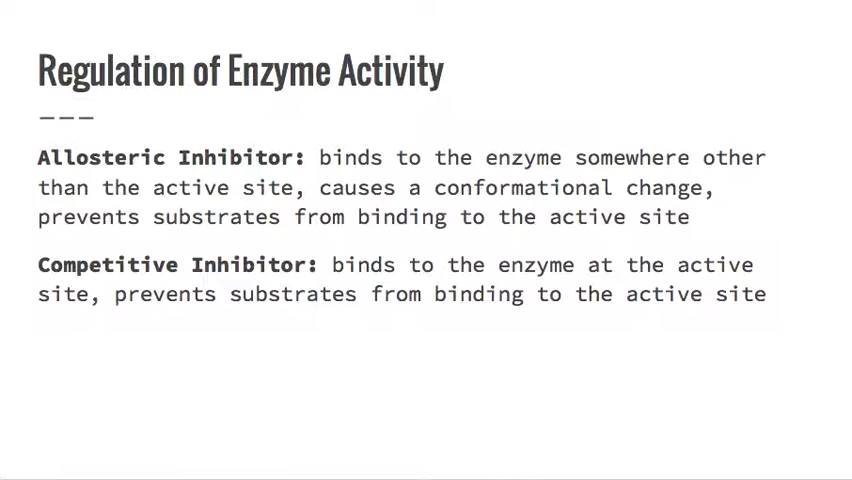 Regulation of Enzyme Activity
Allosteric Inhibitor: binds to the enzyme somewhere other
than the active site, causes a conformational change,
prevents substrates from binding to the active site
Competitive Inhibitor: binds to the enzyme at the active
site, prevents substrates from binding to the active site